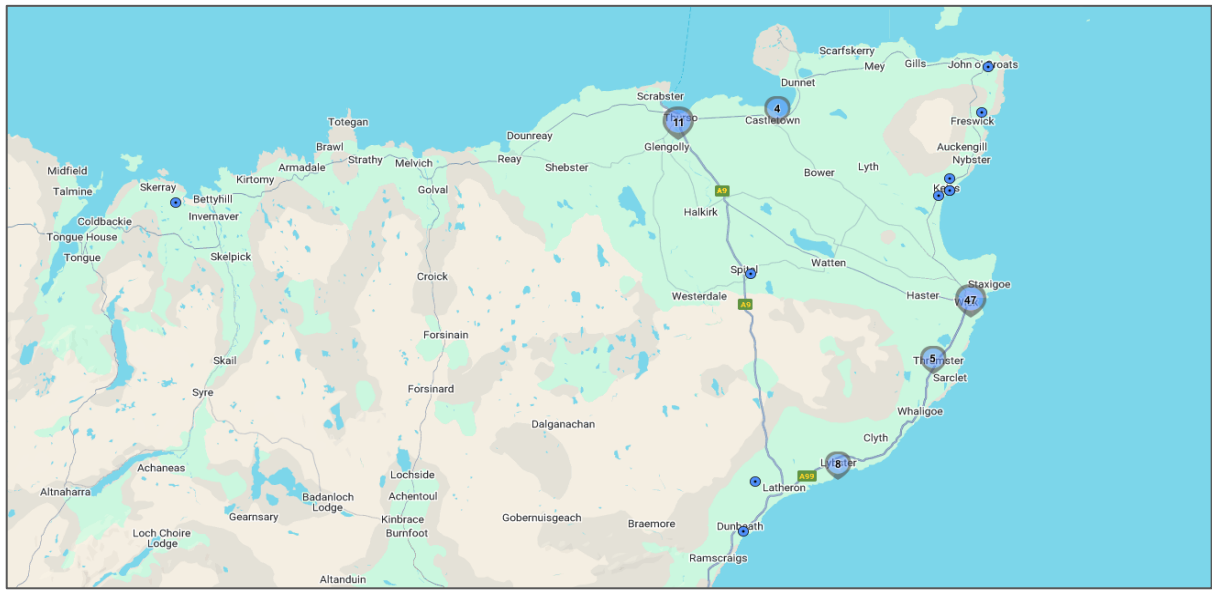 Scarfskerry
John o'Groats
Gills
Mey
Dunnet
Scrabster
4
Castletown
Thurso
11
Freswick
Totegan
Dounreay
Brawl
Glengolly
Auckengill
Nybster
Armadale
Strathy
Melvich
Reay
Shebster
Bower
Lyth
Midfield
Kirtomy
Talmine
Skerray
Golval
A9
Keiss
Bettyhill
Invernaver
Halkirk
Coldbackie
Tongue House
Tongue
Skelpick
Watten
Spittal
Croick
Staxigoe
Westerdale
Haster
47
Wick
A9
Forsinain
Skail
5
Thrumster
Sarclet
Forsinard
Syre
Whaligoe
Dalganachan
Clyth
8
Lybster
Achaneas
Lochside
A99
Latheron
Altnaharra
Badanloch
Lodge
Achentoul
Gearnsary
Kinbrace
Gobernuisgeach
Braemore
Dunbeath
Loch Choire
Lodge
Burnfoot
Ramscraigs
Altanduin